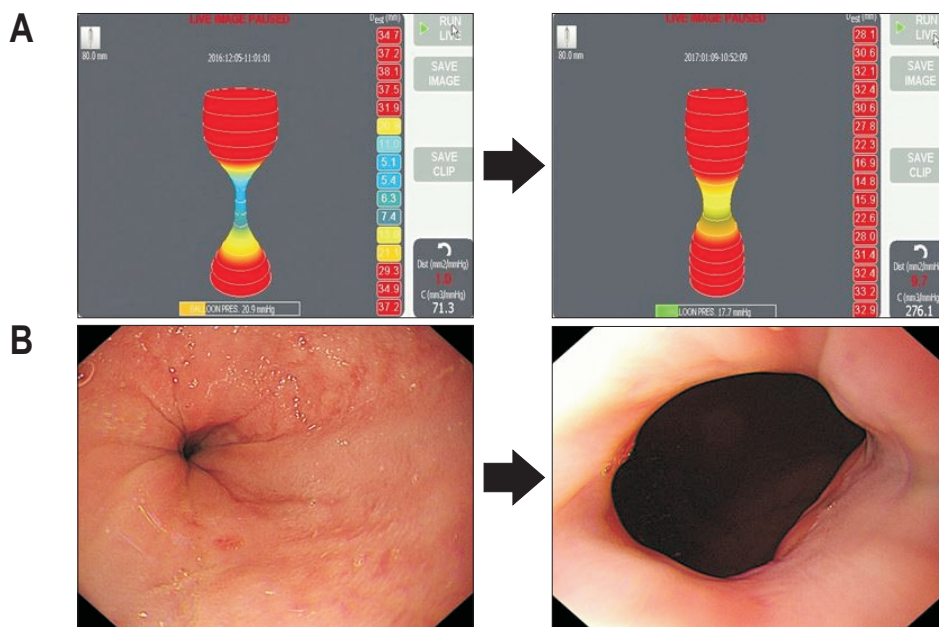 A
LIVE IMAGE PAUSED
80.0 mm
2016:12:05-11:01:01
Dest (mm)
34.7
37.2
38.1
37.5
31.9
11.0
5.1
5.4
6.3
7.4
21.1
29.3
34.9
37.2
RUN
LIVE
SAVE
IMAGE
SAVE
CLIP
Dist (mm2/mmHg)
1.0
C (mm3/mmHg)
71.3
LOON PRES. 20.9 mmHg
LIVE IMAGE PAUSED
80.0 mm
2017:01:09-10:52:09
Dest (mm)
28.1
30.6
32.1
32.4
30.6
27.8
22.3
16.9
14.8
15.9
22.6
28.0
31.4
32.4
33.2
32.9
RUN
LIVE
SAVE
IMAGE
SAVE
CLIP
Dist (mm2/mmHg)
9.7
C (mm3/mmHg)
276.1
LOON PRES. 17.7 mmHg
B